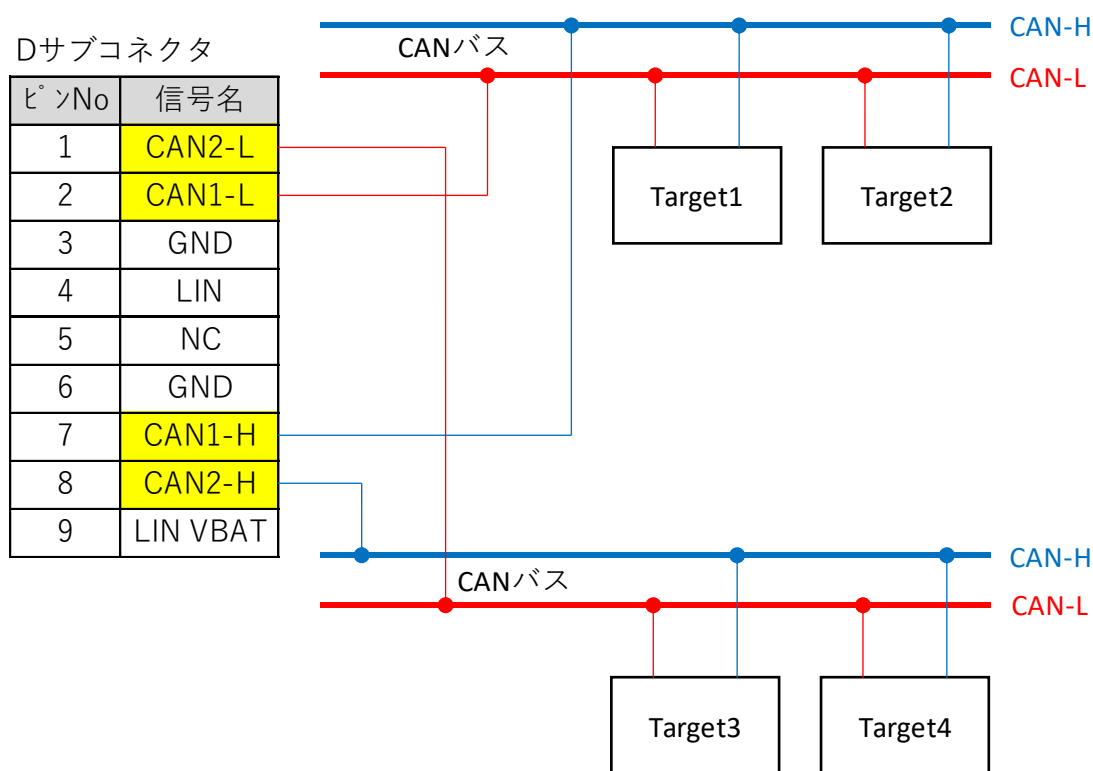 CAN-H
CANバス
Dサブコネクタ
CAN-L
ピンNo 信号名
1 CAN2-L
2 CAN1-L
Target1 Target2
3 GND
4 LIN
5 NC
6 GND
7 CAN1-H
8 CAN2-H
9 LIN VBAT
CAN-H
CANバス
CAN-L
Target3 Target4